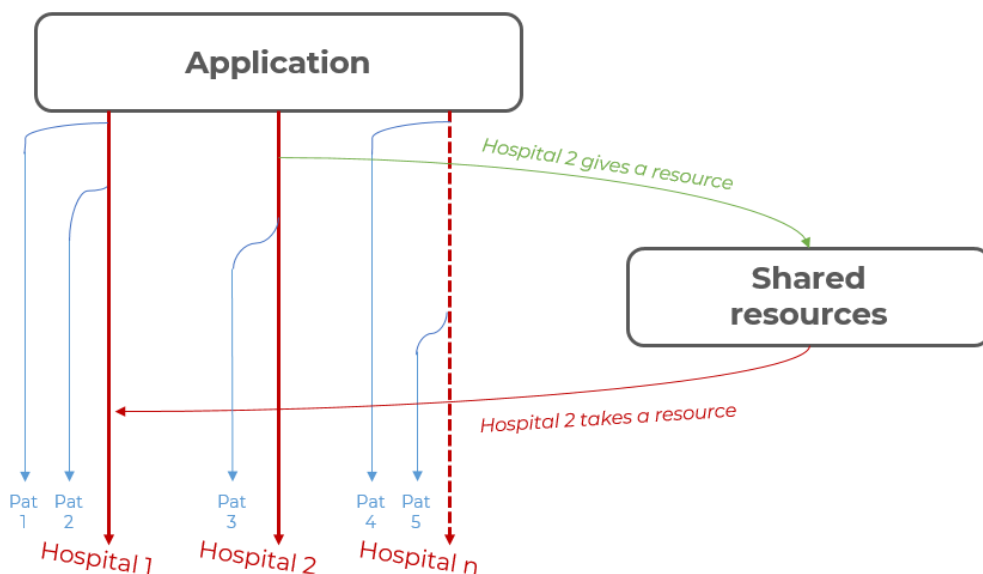 Application
Hospital 2 gives a resource
Shared
resources
Hospital 2 takes a resource
Pat
1
Pat
2
Pat
3
Pat
4
Pat
5
Hospital 1
Hospital 2
Hospital n